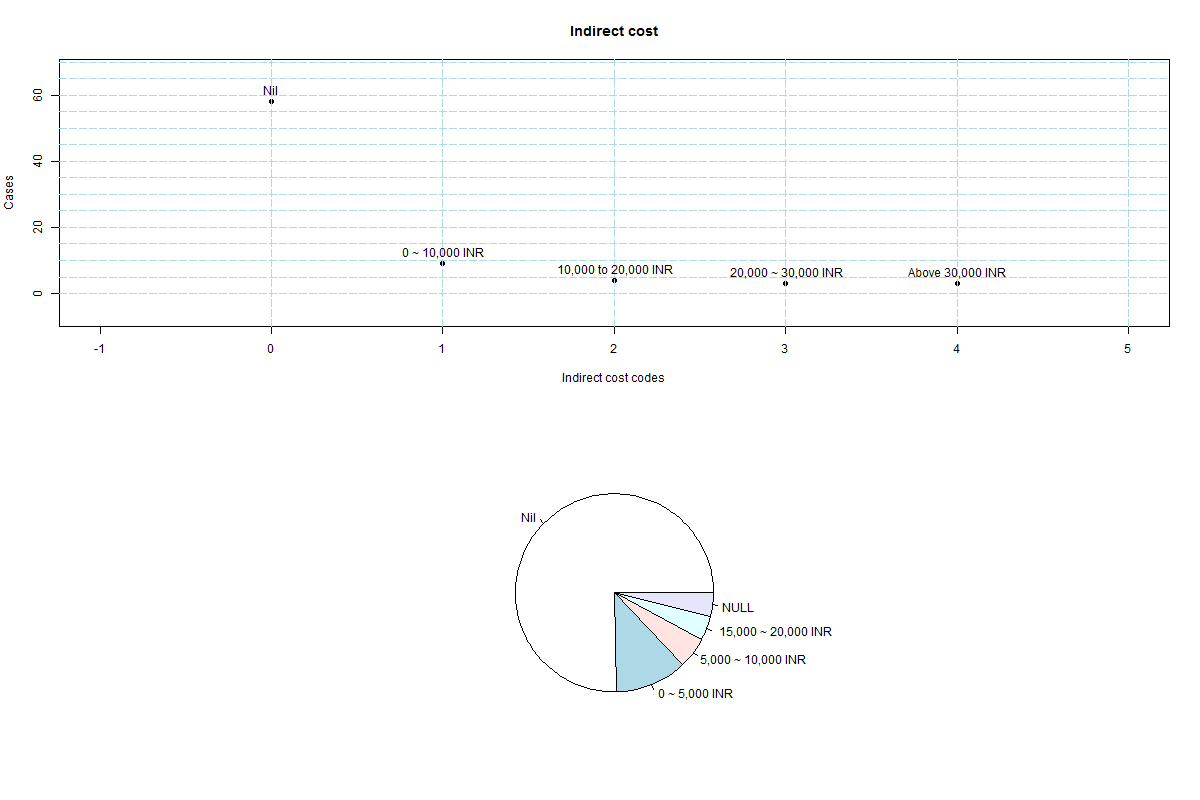 Indirect cost
60
40
20
0
Cases
Nil
0 ~ 10,000 INR
10,000 to 20,000 INR
20,000 ~ 30,000 INR
Above 30,000 INR
-1 0 1 2 3 4 5
Indirect cost codes
Nil
NULL
15,000 ~ 20,000 INR
5,000 ~ 10,000 INR
0 ~ 5,000 INR